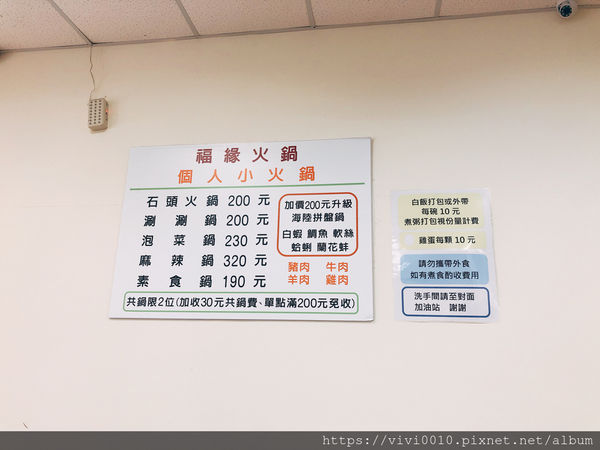 福緣火鍋
個人小火鍋
石頭火鍋 200 元
涮涮鍋 200 元
泡菜鍋 230 元
麻辣鍋 320 元
素食鍋 190 元
加價200元升級
海陸拼盤鍋
白蝦 鯛魚 軟絲
蛤蜊 蘭花蚌
豬肉 牛肉
羊肉 雞肉
共鍋限2位(加收30元共鍋費、單點滿200元免收)
白飯打包或外帶
每碗 10 元
煮粥打包視份量計費
雞蛋每顆 10 元
請勿攜帶外食
如有煮食酌收費用
洗手間請至對面
加油站 謝謝
https://vivi0010.pixnet.net/album